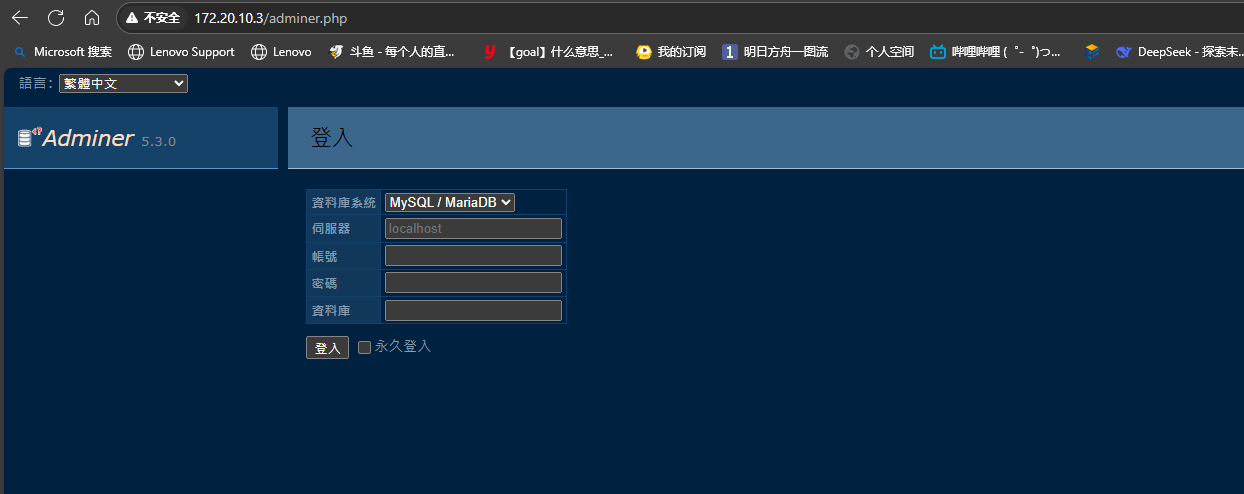 不安全 172.20.10.3/adminer.php
Microsoft 搜索 Lenovo Support Lenovo 斗鱼 - 每个人的直... 【goal】什么意思_... 我的订阅 1 明日方舟一图流 个人空间 哔哩哔哩 (゜-゜)つ... DeepSeek - 探索未...
語言: 繁體中文
Adminer 5.3.0
登入
資料庫系統 MySQL / MariaDB
伺服器 localhost
帳號
密碼
資料庫
登入 永久登入